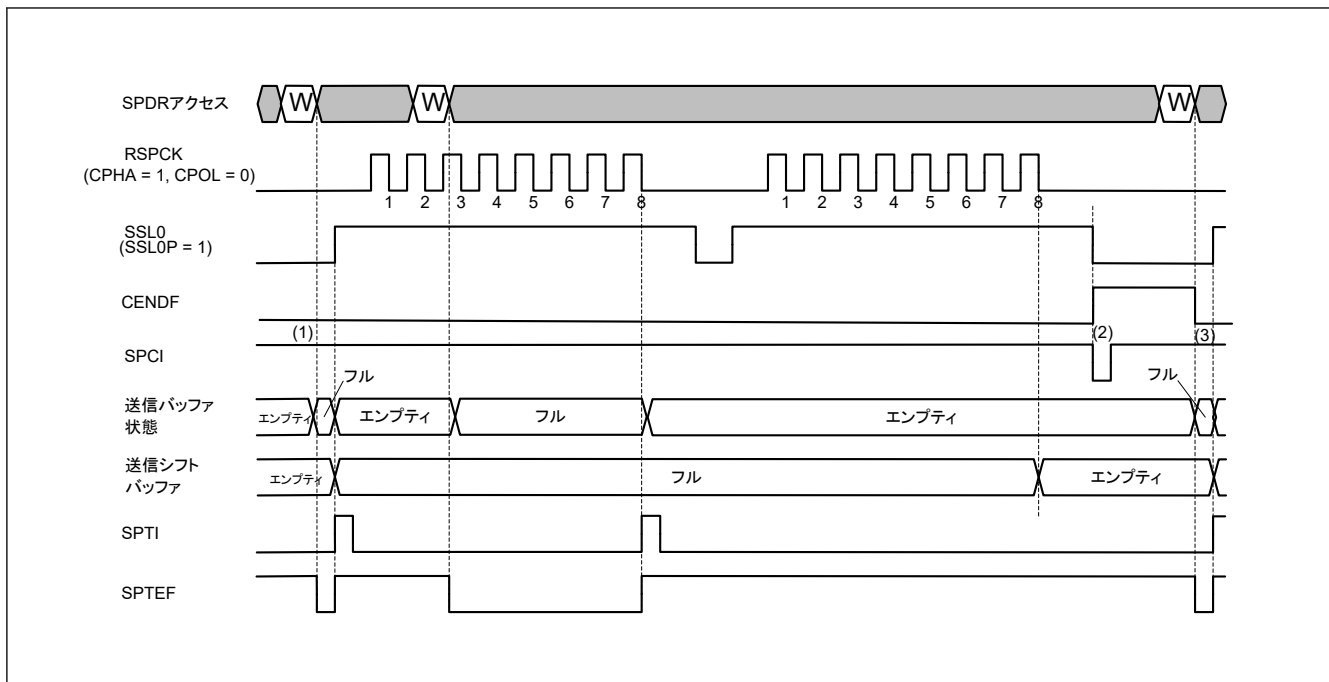 SPDRアクセス
W
W
W
RSPCK
(CPHA = 1, CPOL = 0)
1 2 3 4 5 6 7 8
1 2 3 4 5 6 7 8
SSL0
(SSL0P = 1)
CENDF
(1)
(2)
(3)
SPCI
フル
フル
送信バッファ
状態
エンプティ
エンプティ
フル
エンプティ
送信シフト
バッファ
エンプティ
フル
エンプティ
SPTI
SPTEF